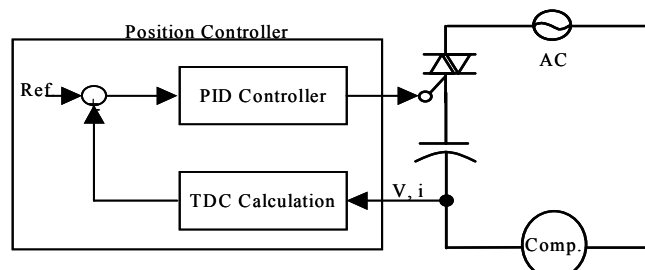 Position Controller
Ref
+
PID Controller
AC
TDC Calculation
V, i
Comp.